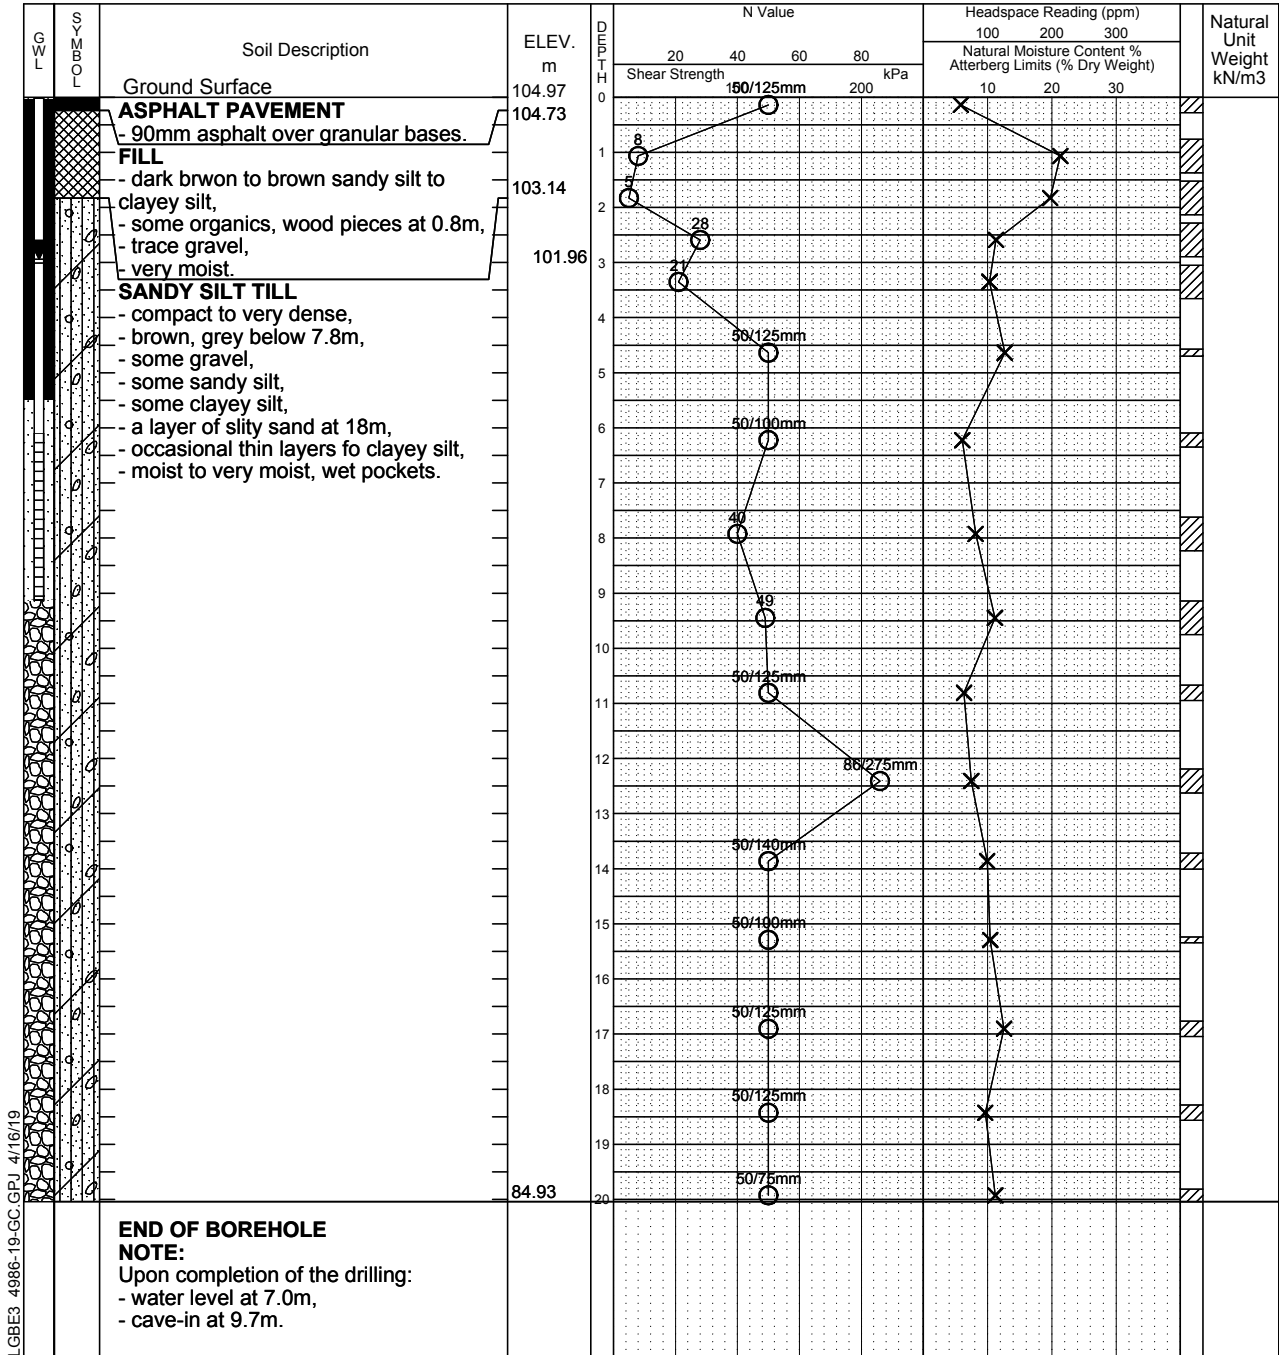 GWL
SYMBOL
Soil Description
ELEV.
m
DEPTH
N Value
20 40 60 80
Shear Strength kPa
100 200
Headspace Reading (ppm)
100 200 300
Natural Moisture Content %
Atterberg Limits (% Dry Weight)
10 20 30
Natural
Unit
Weight
kN/m3
Ground Surface
104.97
ASPHALT PAVEMENT
104.73
- 90mm asphalt over granular bases.
FILL
- dark brwon to brown sandy silt to
103.14
clayey silt,
- some organics, wood pieces at 0.8m,
- trace gravel,
101.96
- very moist.
SANDY SILT TILL
- compact to very dense,
- brown, grey below 7.8m,
- some gravel,
- some sandy silt,
- some clayey silt,
- a layer of slity sand at 18m,
- occasional thin layers fo clayey silt,
- moist to very moist, wet pockets.
84.93
END OF BOREHOLE
NOTE:
Upon completion of the drilling:
- water level at 7.0m,
- cave-in at 9.7m.
0
1
2
3
4
5
6
7
8
9
10
11
12
13
14
15
16
17
18
19
20
50/125mm
8
5
28
21
50/125mm
50/100mm
40
49
50/125mm
86/275mm
50/140mm
50/100mm
50/125mm
50/125mm
50/75mm
LGBE3 4986-19-GC.GPJ 4/16/19